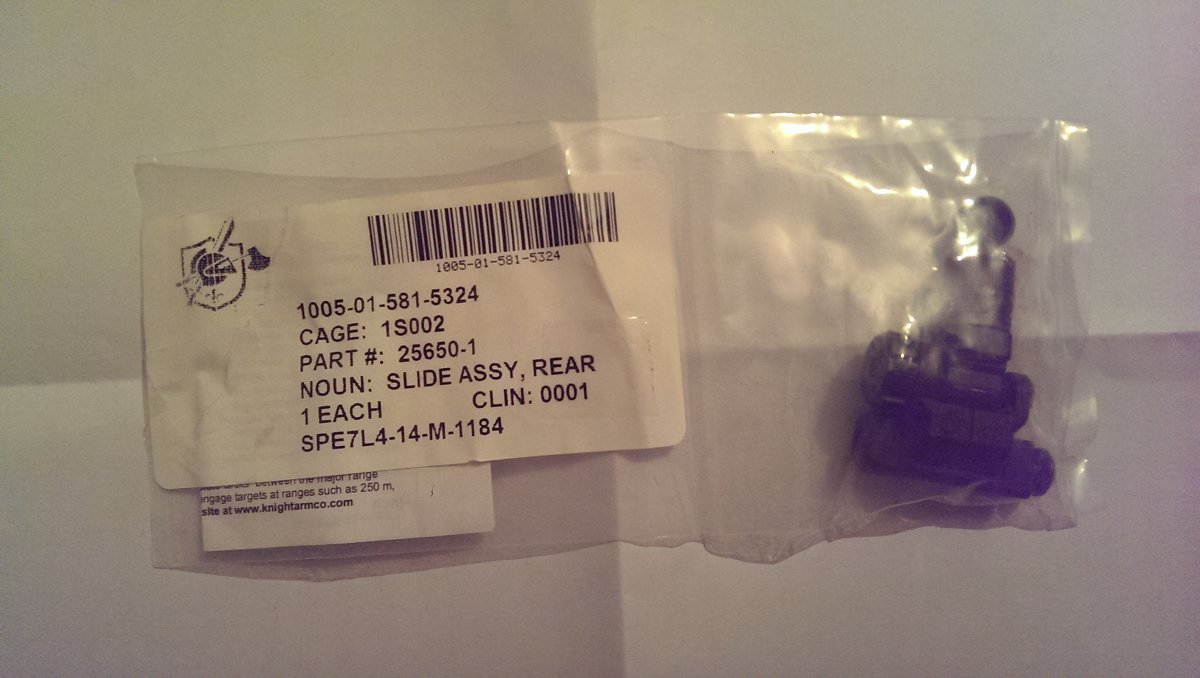 1005-01-581-5324
1005-01-581-5324
CAGE: 1S002
PART #: 25650-1
NOUN: SLIDE ASSY, REAR
1 EACH CLIN: 0001
SPE7L4-14-M-1184
between the major range
engage targets at ranges such as 250 m,
site at www.knightarmco.com